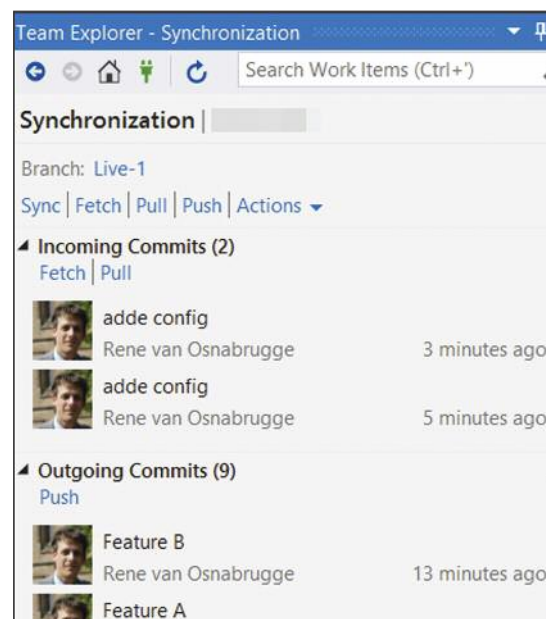 Team Explorer - Synchronization
Search Work Items (Ctrl+')
Synchronization |
Branch: Live-1
Sync | Fetch | Pull | Push | Actions
Incoming Commits (2)
Fetch | Pull
adde config
Rene van Osnabrugge 3 minutes ago
adde config
Rene van Osnabrugge 5 minutes ago
Outgoing Commits (9)
Push
Feature B
Rene van Osnabrugge 13 minutes ago
Feature A